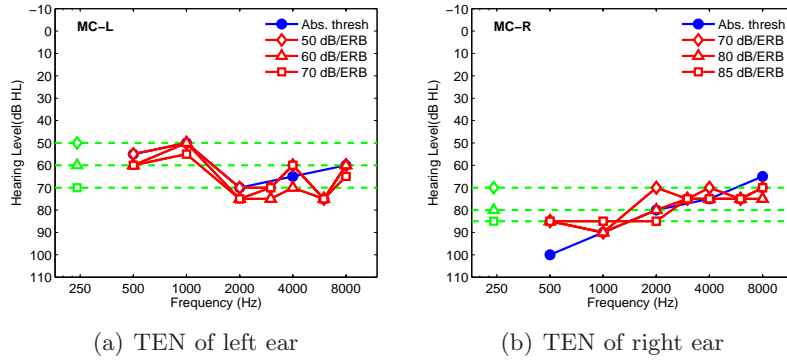 MC-L
Abs. thresh
50 dB/ERB
60 dB/ERB
70 dB/ERB
Hearing Level(dB HL)
−10
0
10
20
30
40
50
60
70
80
90
100
110
250 500 1000 2000 4000 8000
Frequency (Hz)
(a) TEN of left ear
MC-R
Abs. thresh
70 dB/ERB
80 dB/ERB
85 dB/ERB
Hearing Level(dB HL)
−10
0
10
20
30
40
50
60
70
80
90
100
110
250 500 1000 2000 4000 8000
Frequency (Hz)
(b) TEN of right ear